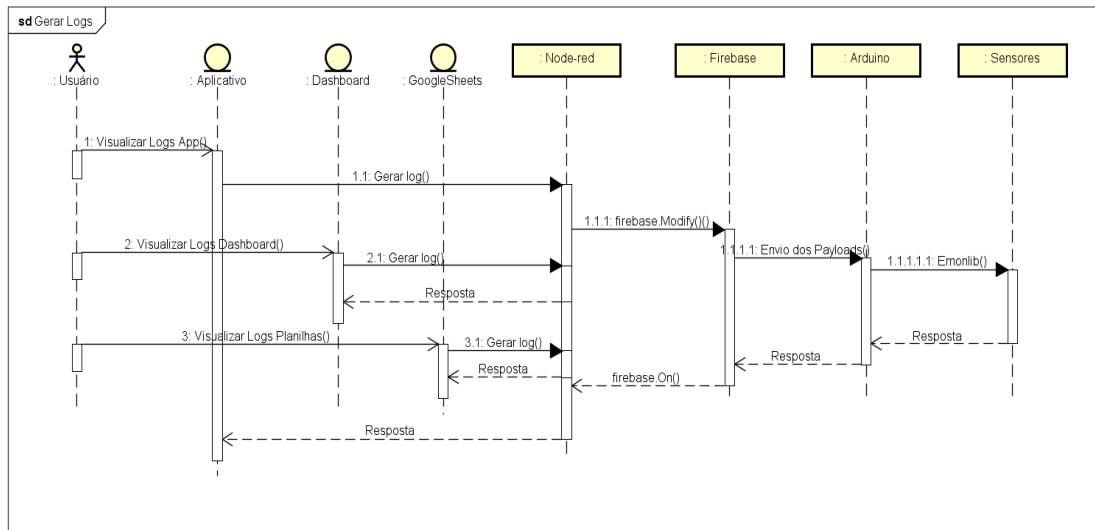 sd Gerar Logs
: Usuário
: Aplicativo
: Dashboard
: GoogleSheets
: Node-red
: Firebase
: Arduino
: Sensores
1: Visualizar Logs App()
1.1: Gerar log()
1.1.1: firebase.Modify()()
2: Visualizar Logs Dashboard()
2.1: Gerar log()
1.1.1.1: Envio dos Payloads()
1.1.1.1.1: Emonlib()
Resposta
3: Visualizar Logs Planilhas()
3.1: Gerar log()
Resposta
Resposta
Resposta
firebase.On()
Resposta